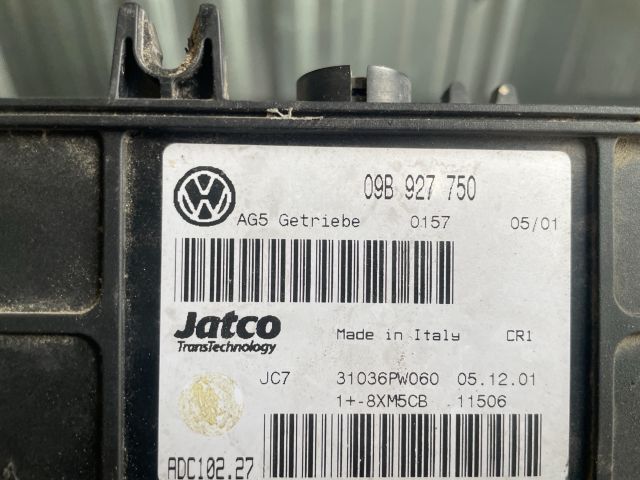 VW
09B 927 750
AG5 Getriebe 0157 05/01
Jatco
TransTechnology
Made in Italy CR1
JC7 31036PW060 05.12.01
1+-8XM5CB 11506
ADC102.27